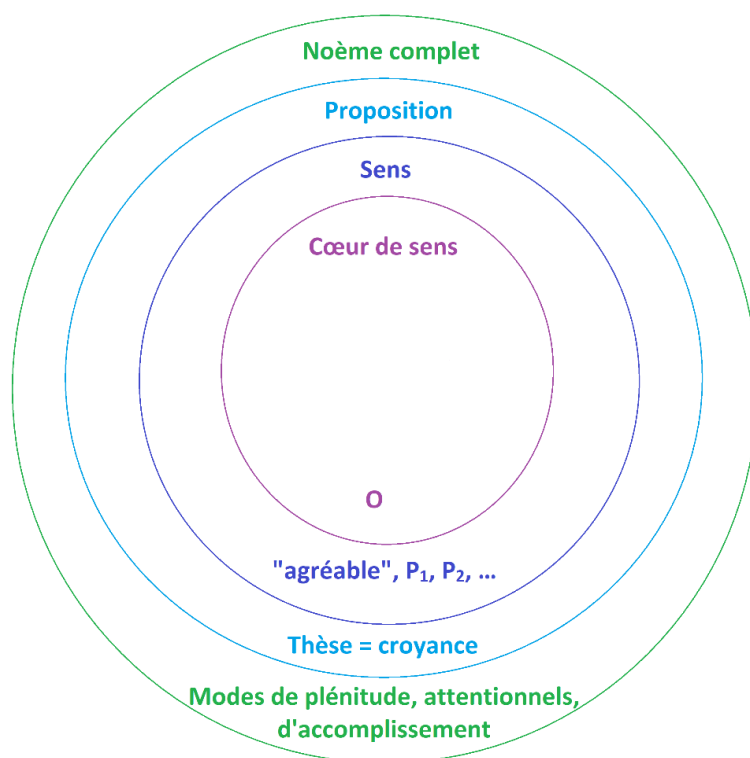 Noème complet
Proposition
Sens
Cœur de sens
O
"agréable", P₁, P₂, ...
Thèse = croyance
Modes de plénitude, attentionnels,
d'accomplissement